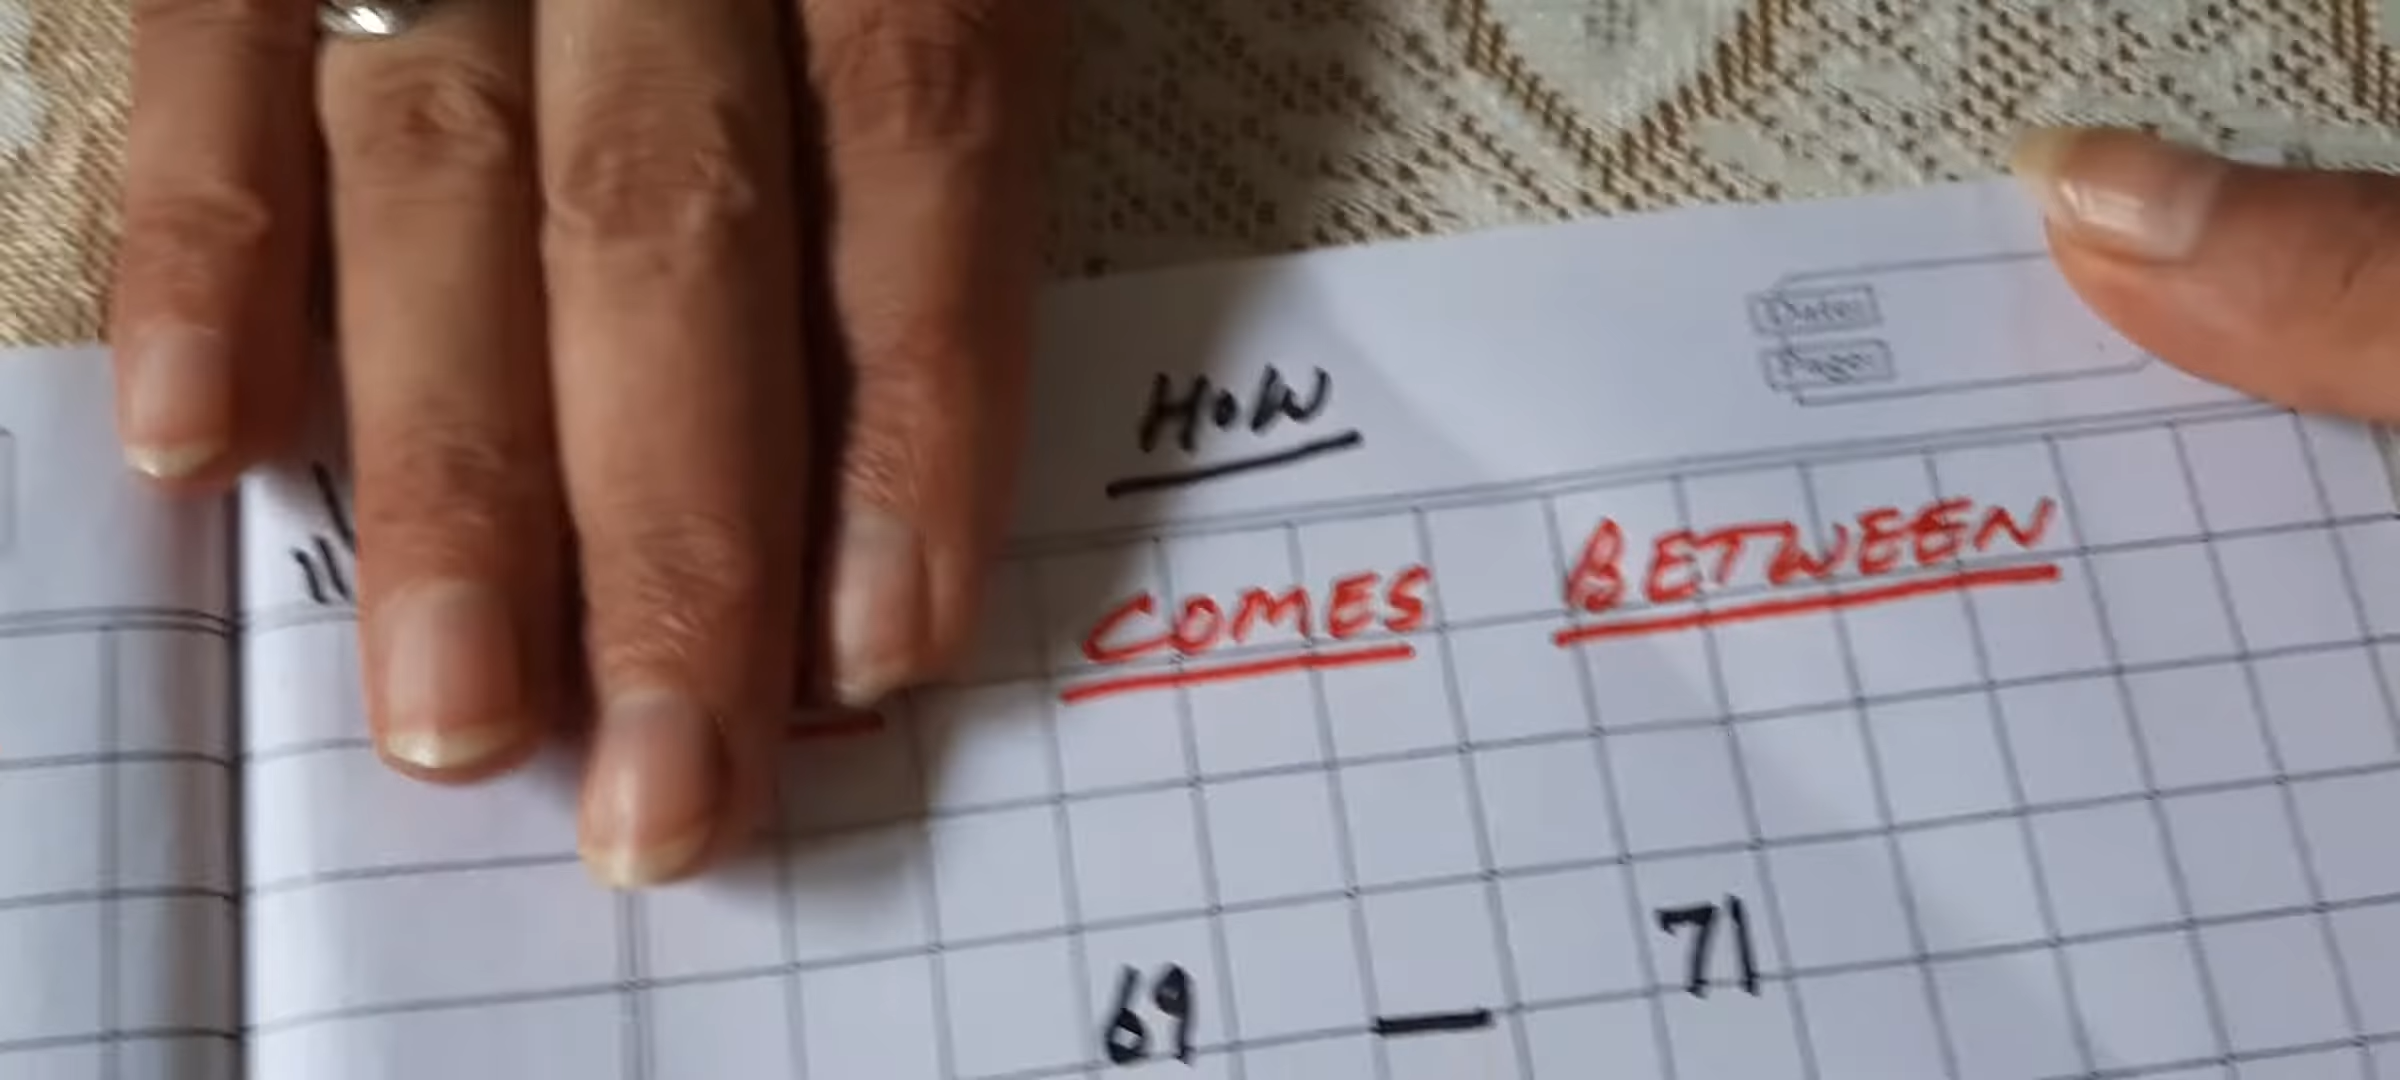 Date:
Page:
HOW
COMES BETWEEN
69 — 71